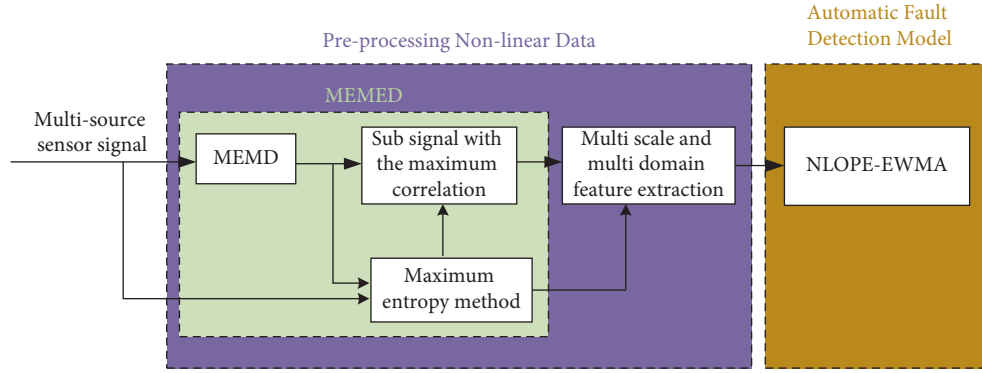 Automatic Fault
Detection Model
Pre-processing Non-linear Data
MEMED
Multi-source
sensor signal
MEMD
Sub signal with
the maximum
correlation
Multi scale and
multi domain
feature extraction
NLOPE-EWMA
Maximum
entropy method